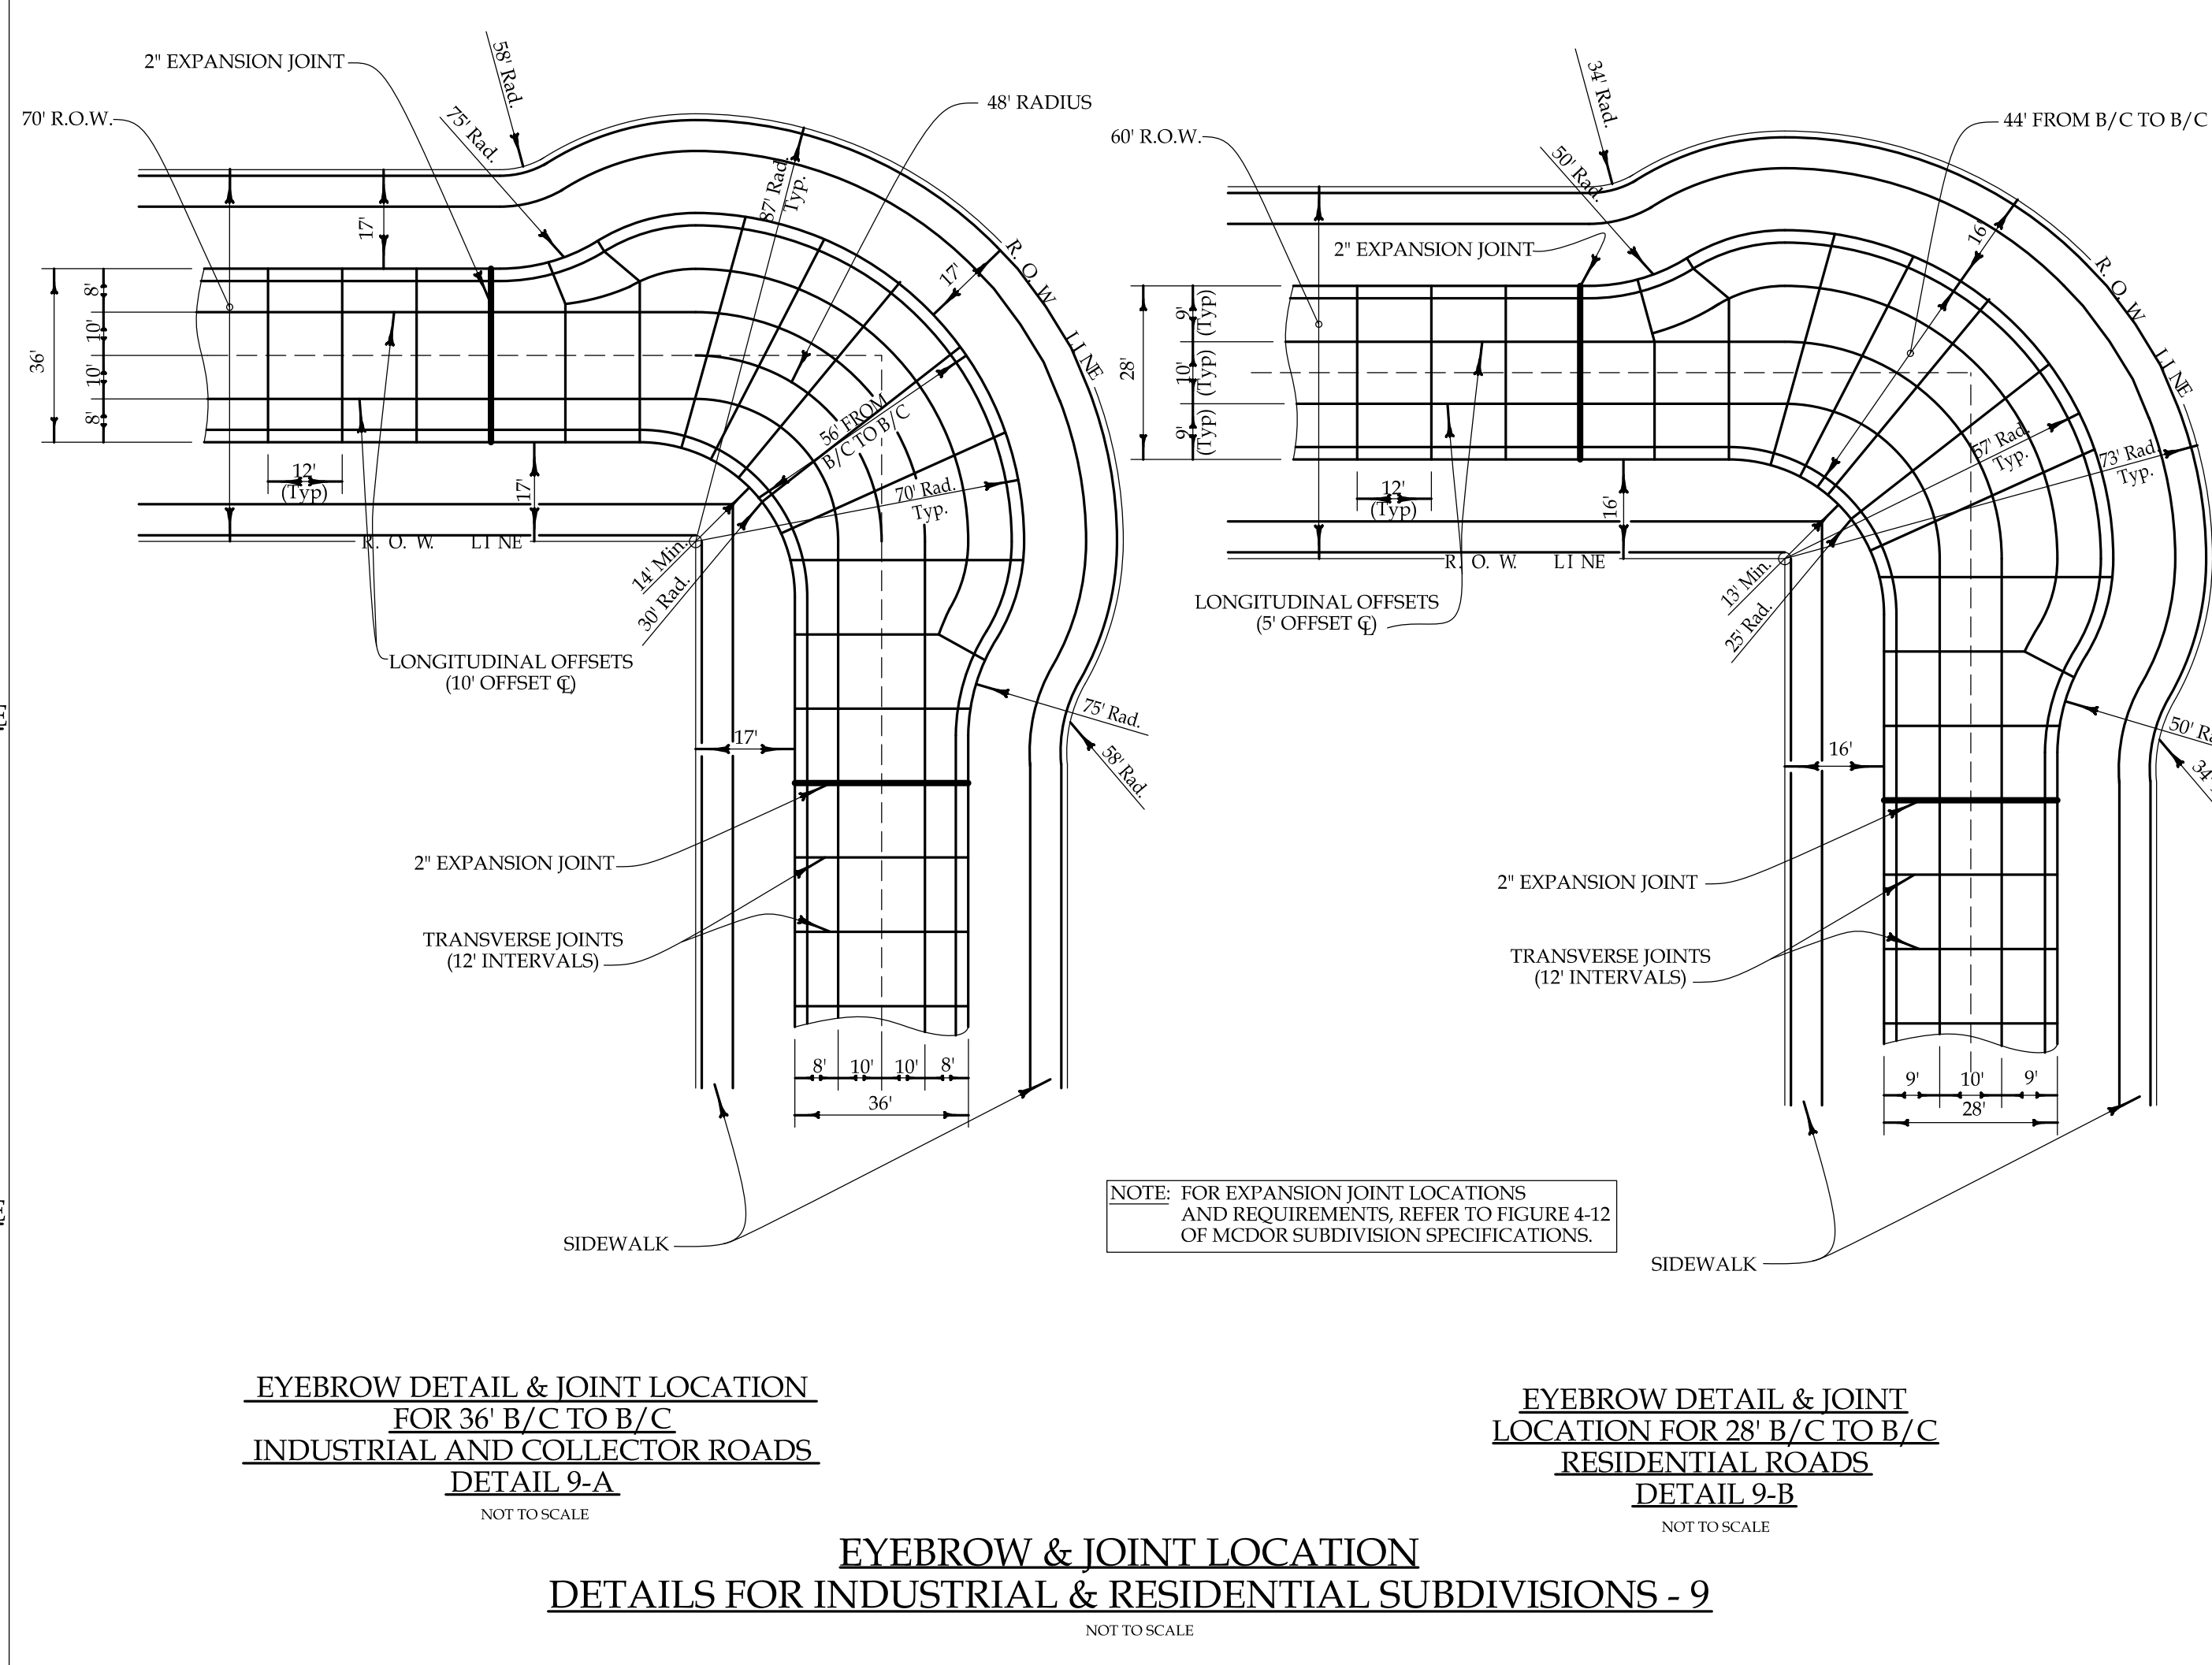 2" EXPANSION JOINT
70' R.O.W.
58' Rad.
75' Rad.
48' RADIUS
87' Rad.
Typ.
17'
17'
R. O. W    LINE
36'
8'
10'
10'
8'
12'
(Typ)
17'
56' FROM
B/C TO B/C
70' Rad.
Typ.
R. O. W.    LINE
14' Min.
30' Rad.
LONGITUDINAL OFFSETS
(10' OFFSET ℄)
75' Rad.
58' Rad.
17'
2" EXPANSION JOINT
TRANSVERSE JOINTS
(12' INTERVALS)
8' 10' 10' 8'
36'
SIDEWALK
EYEBROW DETAIL & JOINT LOCATION
FOR 36' B/C TO B/C
INDUSTRIAL AND COLLECTOR ROADS
DETAIL 9-A
NOT TO SCALE
60' R.O.W.
34' Rad.
50' Rad.
44' FROM B/C TO B/C
2" EXPANSION JOINT
16'
R. O. W    LINE
28'
9'
(Typ)
10'
(Typ)
9'
(Typ)
12'
(Typ)
16'
57' Rad.
Typ.
73' Rad.
Typ.
R. O. W.    LINE
13' Min.
25' Rad.
LONGITUDINAL OFFSETS
(5' OFFSET ℄)
50'
34'
16'
2" EXPANSION JOINT
TRANSVERSE JOINTS
(12' INTERVALS)
9' 10' 9'
28'
SIDEWALK
NOTE: FOR EXPANSION JOINT LOCATIONS
AND REQUIREMENTS, REFER TO FIGURE 4-12
OF MCDOR SUBDIVISION SPECIFICATIONS.
EYEBROW DETAIL & JOINT
LOCATION FOR 28' B/C TO B/C
RESIDENTIAL ROADS
DETAIL 9-B
NOT TO SCALE
EYEBROW & JOINT LOCATION
DETAILS FOR INDUSTRIAL & RESIDENTIAL SUBDIVISIONS - 9
NOT TO SCALE